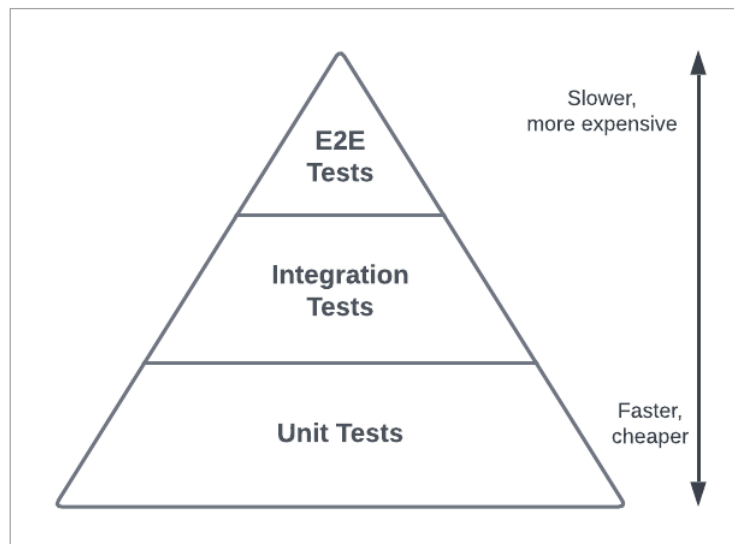 E2E
Tests
Slower,
more expensive
Integration
Tests
Unit Tests
Faster,
cheaper